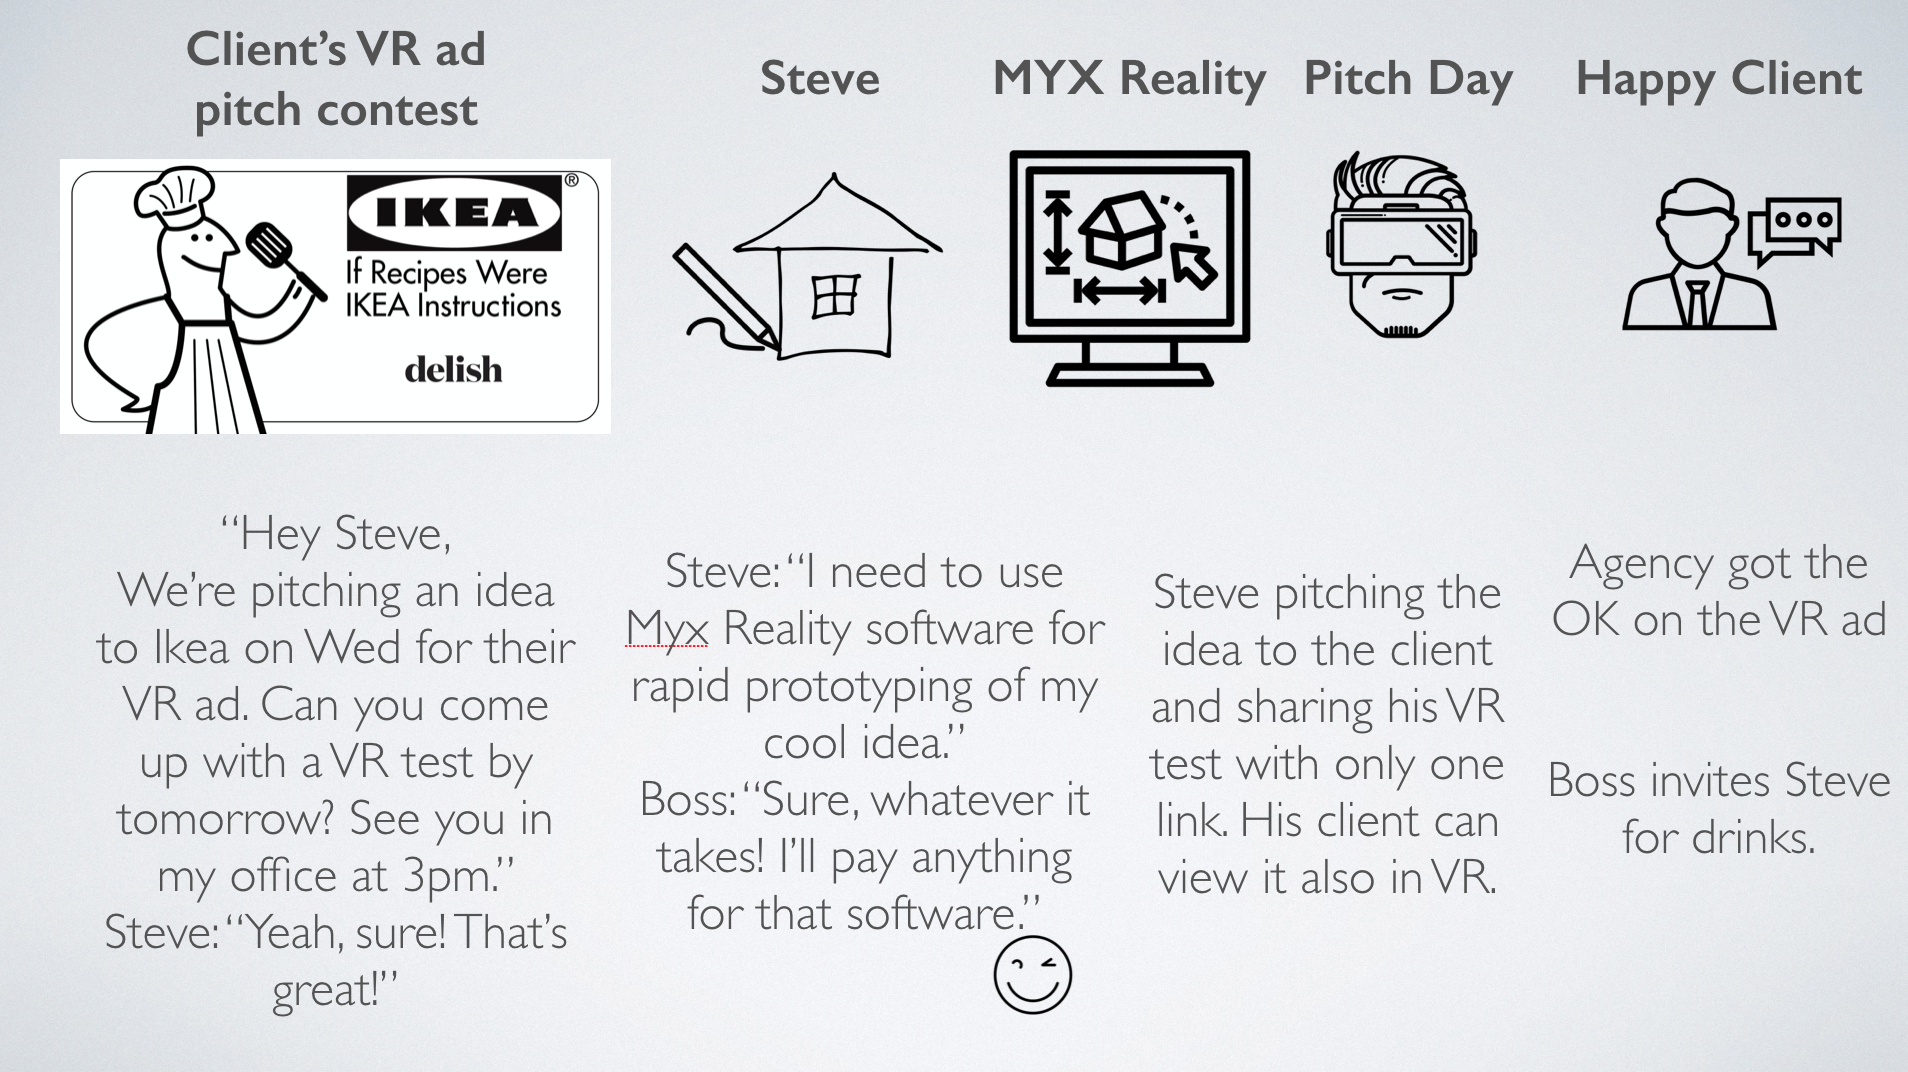 Client’s VR ad
pitch contest
IKEA®
If Recipes Were
IKEA Instructions
delish
“Hey Steve,
We’re pitching an idea
to Ikea on Wed for their
VR ad. Can you come
up with a VR test by
tomorrow? See you in
my office at 3pm.”
Steve: “Yeah, sure! That’s
great!”
Steve
MYX Reality
Steve: “I need to use
Myx Reality software for
rapid prototyping of my
cool idea.”
Boss: “Sure, whatever it
takes! I’ll pay anything
for that software.”
Pitch Day
Steve pitching the
idea to the client
and sharing his VR
test with only one
link. His client can
view it also in VR.
Happy Client
Agency got the
OK on the VR ad
Boss invites Steve
for drinks.